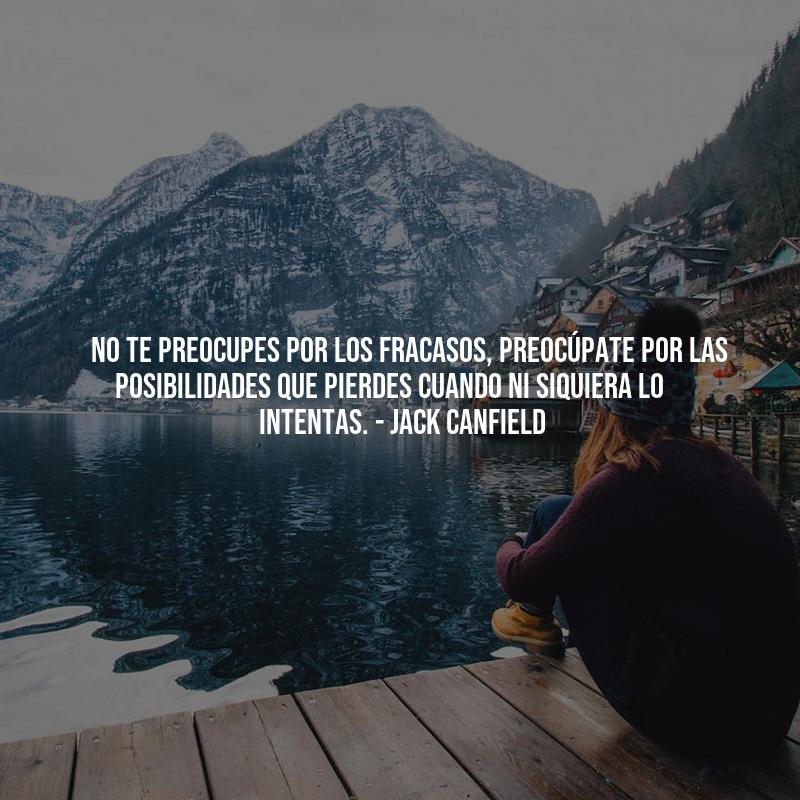 NO TE PREOCUPES POR LOS FRACASOS, PREOCÚPATE POR LAS
POSIBILIDADES QUE PIERDES CUANDO NI SIQUIERA LO
INTENTAS. - JACK CANFIELD